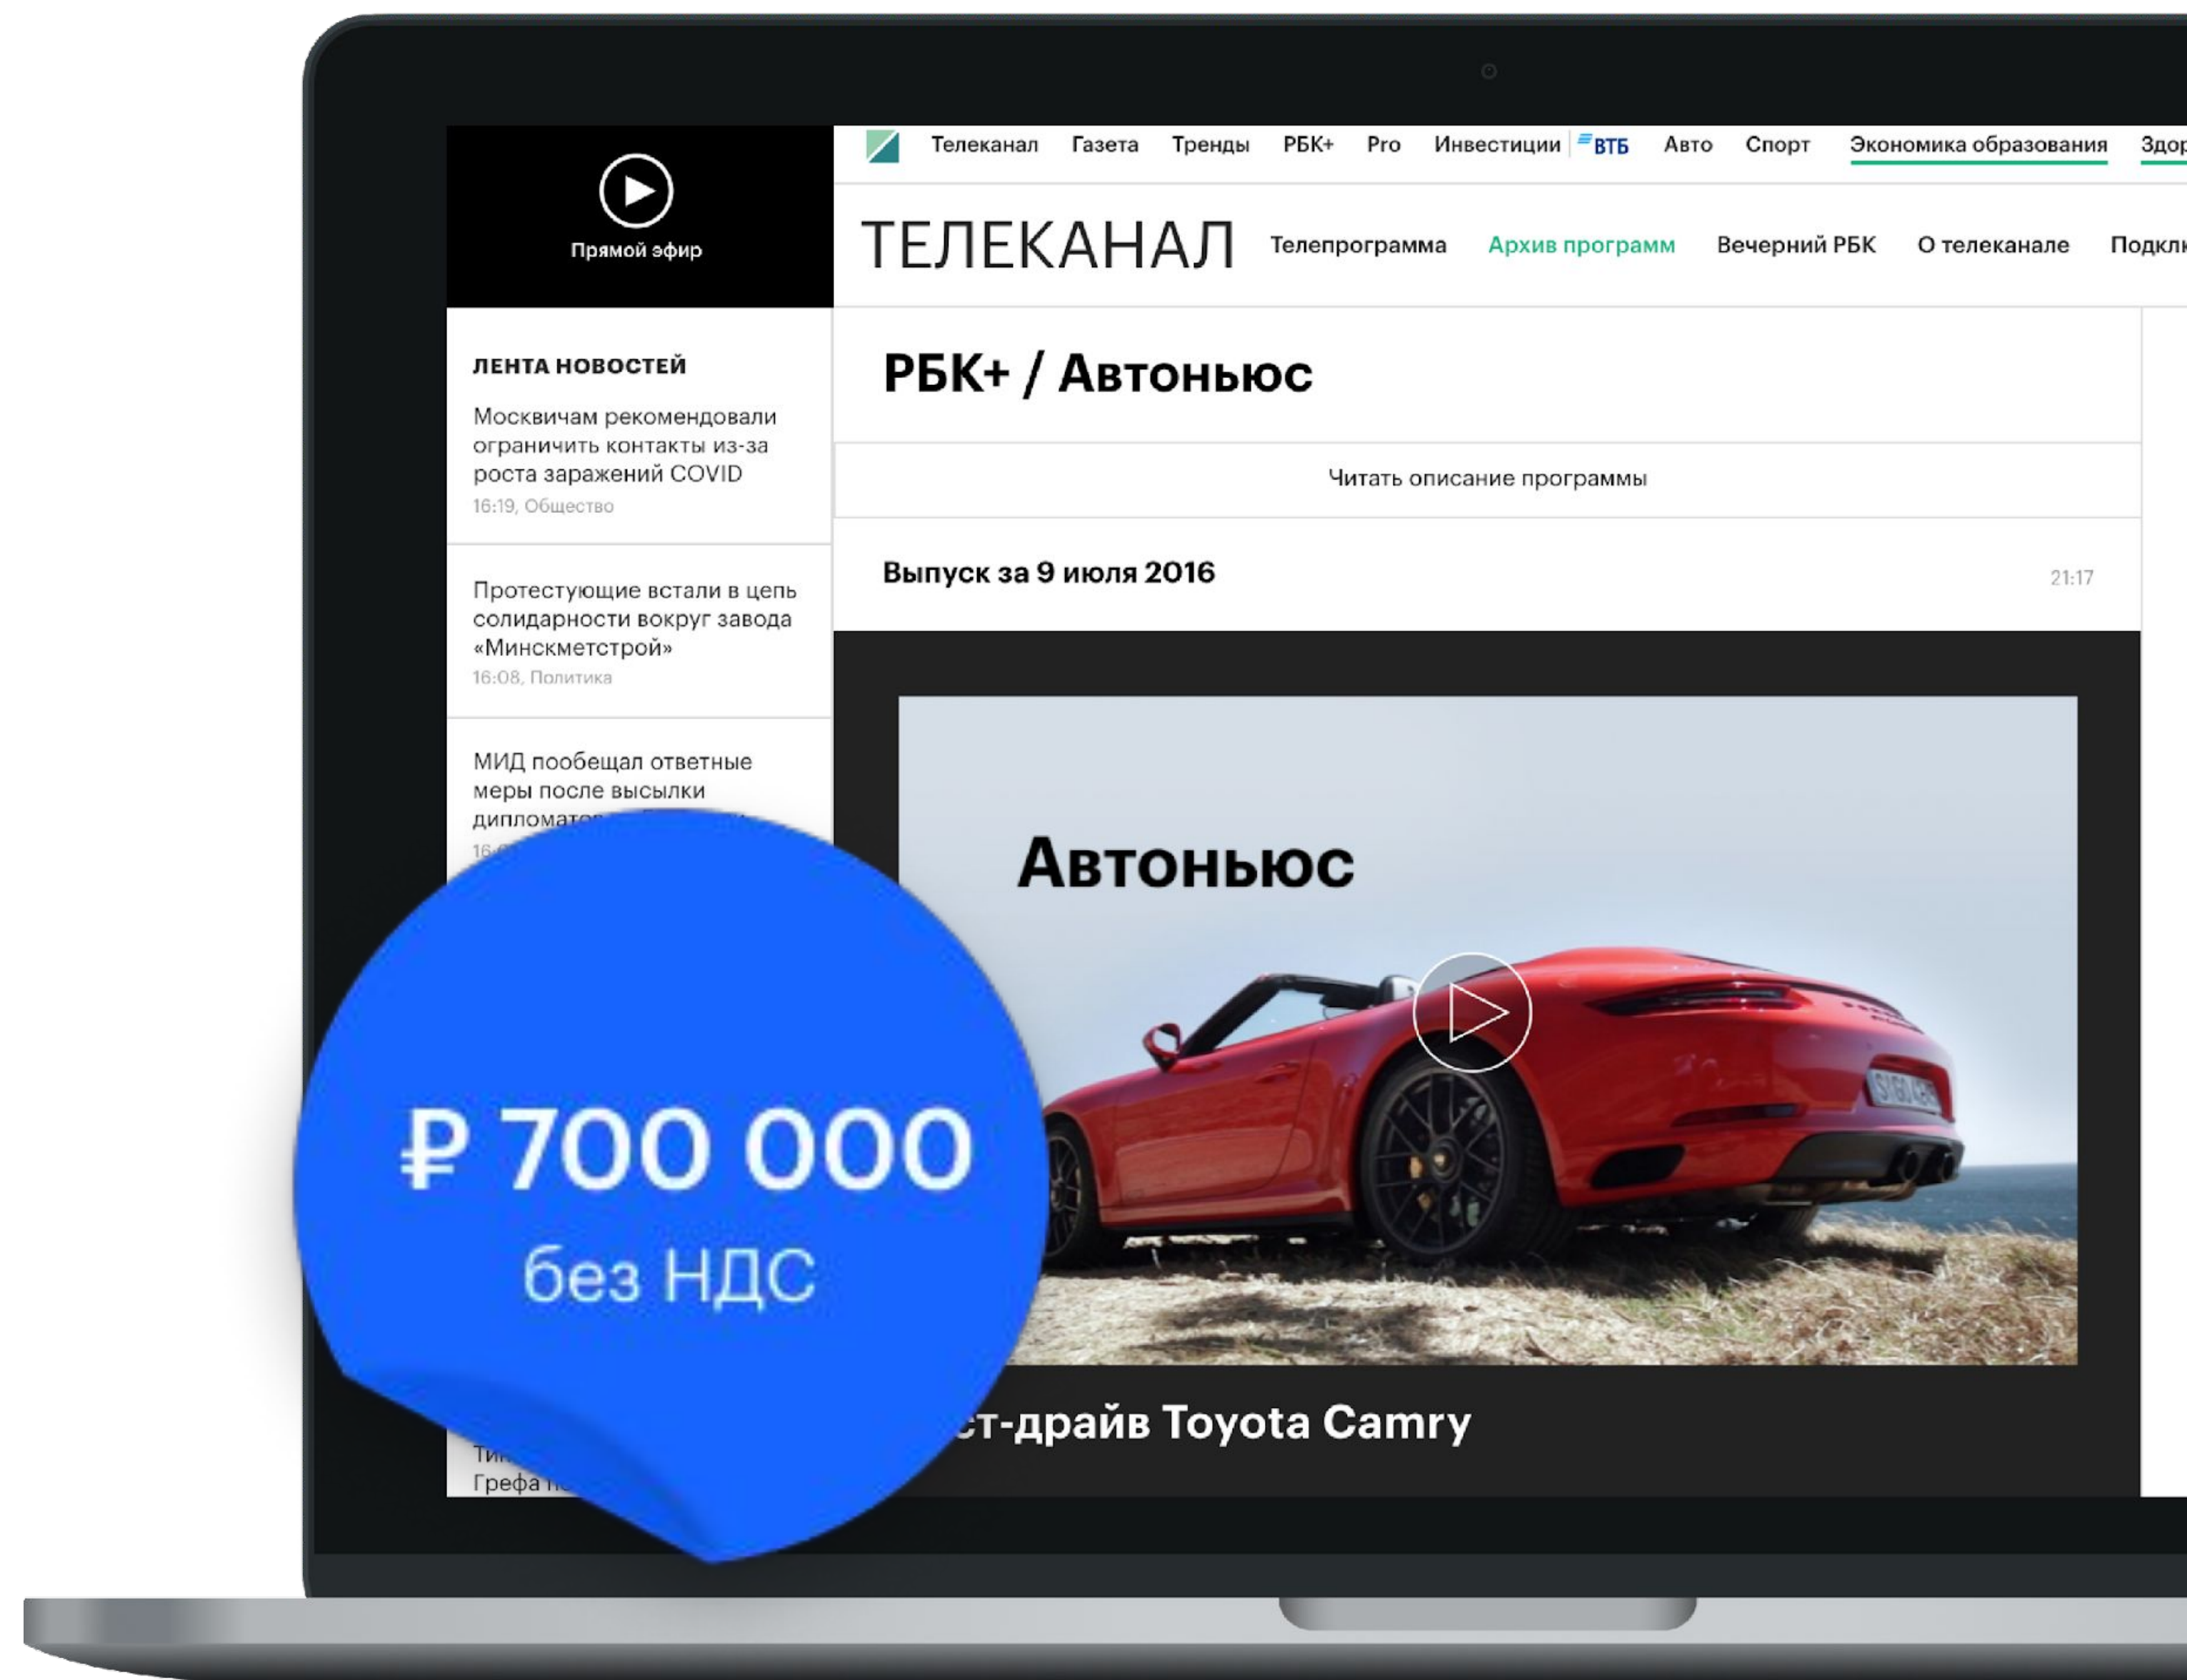 Прямой эфир
Телеканал Газета Тренды РБК+ Pro Инвестиции ВТБ Авто Спорт Экономика образования
ТЕЛЕКАНАЛ Телепрограмма Архив программ Вечерний РБК О телеканале
РБК+ / Автоньюс
Читать описание программы
Выпуск за 9 июля 2016 21:17
ЛЕНТА НОВОСТЕЙ
Москвичам рекомендовали
ограничить контакты из-за
роста заражений COVID
16:19, Общество
Протестующие встали в цепь
солидарности вокруг завода
«Минскметстрой»
16:08, Политика
МИД пообещал ответные
меры после высылки
Грефа
Автоньюс
₽ 700 000
без НДС
ст-драйв Toyota Camry